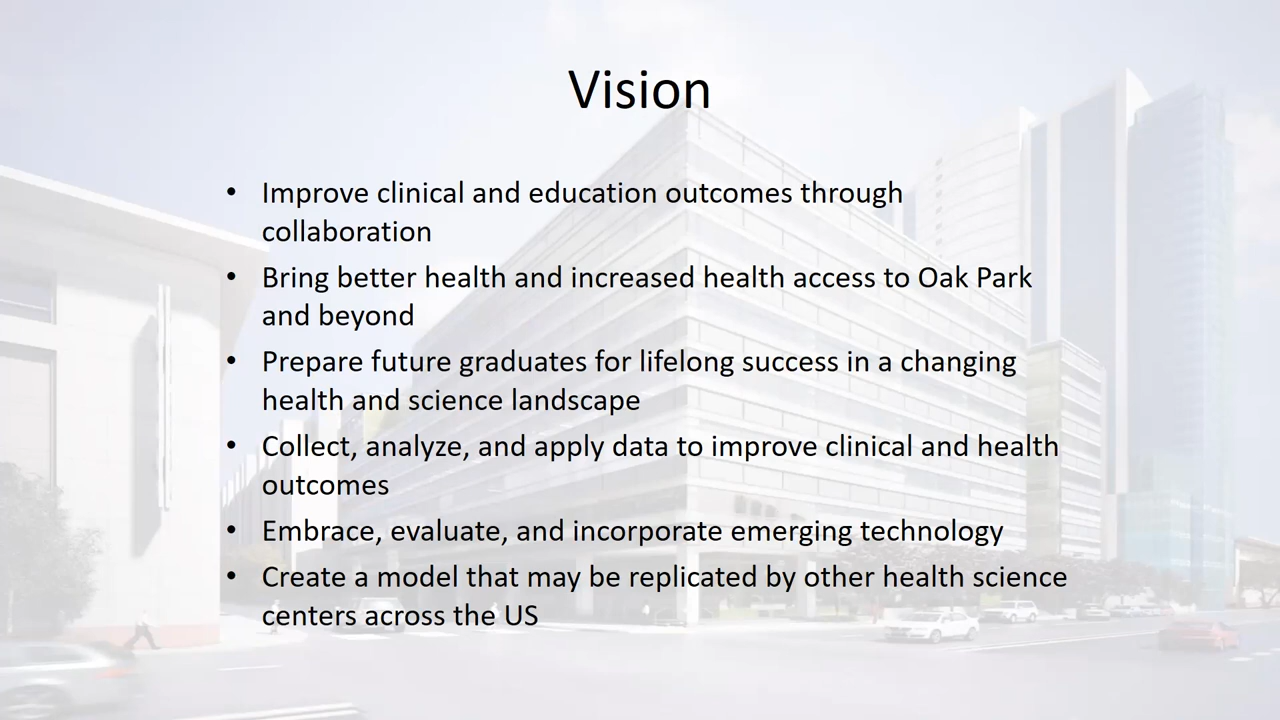 Vision
• Improve clinical and education outcomes through
collaboration
• Bring better health and increased health access to Oak Park
and beyond
• Prepare future graduates for lifelong success in a changing
health and science landscape
• Collect, analyze, and apply data to improve clinical and health
outcomes
• Embrace, evaluate, and incorporate emerging technology
• Create a model that may be replicated by other health science
centers across the US